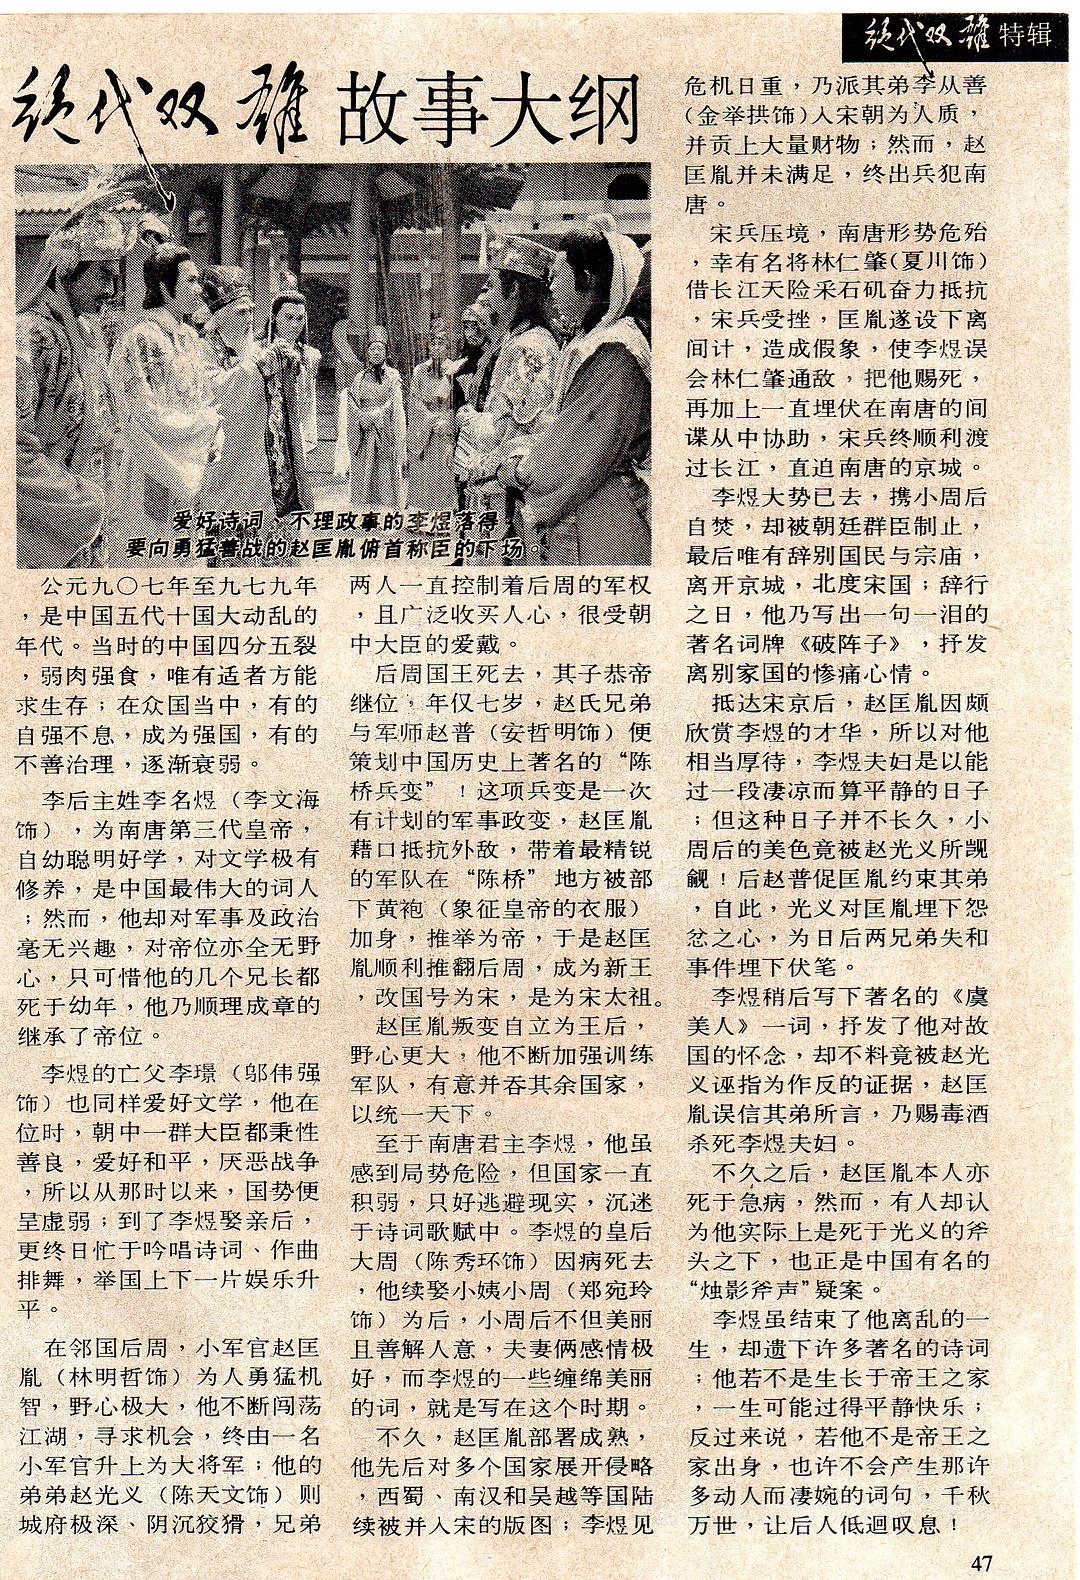 绝代双雄 特辑
绝代双雄 故事大纲
爱好诗词、不理政事的李煜落得
要向勇猛善战的赵匡胤俯首称臣的下场。
公元九〇七年至九七九年
，是中国五代十国大动乱的
年代。当时的中国四分五裂
，弱肉强食，唯有适者方能
求生存；在众国当中，有的
自强不息，成为强国，有的
不善治理，逐渐衰弱。
李后主姓李名煜（李文海
饰），为南唐第三代皇帝，
自幼聪明好学，对文学极有
修养，是中国最伟大的词人
；然而，他却对军事及政治
毫无兴趣，对帝位亦全无野
心，只可惜他的几个兄长都
死于幼年，他乃顺理成章的
继承了帝位。
李煜的亡父李璟（邬伟强
饰）也同样爱好文学，他在
位时，朝中一群大臣都秉性
善良，爱好和平，厌恶战争
，所以从那时以来，国势便
呈虚弱；到了李煜娶亲后，
更终日忙于吟唱诗词、作曲
排舞，举国上下一片娱乐升
平。
在邻国后周，小军官赵匡
胤（林明哲饰）为人勇猛机
智，野心极大，他不断闯荡
江湖，寻求机会，终由一名
小军官升上为大将军；他的
弟弟赵光义（陈天文饰）则
城府极深、阴沉狡猾，兄弟
两人一直控制着后周的军权
，且广泛收买人心，很受朝
中大臣的爱戴。
后周国王死去，其子恭帝
继位，年仅七岁，赵氏兄弟
与军师赵普（安哲明饰）便
策划中国历史上著名的“陈
桥兵变”！这项兵变是一次
有计划的军事政变，赵匡胤
藉口抵抗外敌，带着最精锐
的军队在“陈桥”地方被部
下黄袍（象征皇帝的衣服）
加身，推举为帝，于是赵匡
胤顺利推翻后周，成为新王
，改国号为宋，是为宋太祖。
赵匡胤叛变自立为王后，
野心更大，他不断加强训练
军队，有意并吞其余国家，
以统一天下。
至于南唐君主李煜，他虽
感到局势危险，但国家一直
积弱，只好逃避现实，沉迷
于诗词歌赋中。李煜的皇后
大周（陈秀环饰）因病死去
，他续娶小姨小周（郑宛玲
饰）为后，小周后不但美丽
且善解人意，夫妻俩感情极
好，而李煜的一些缠绵美丽
的词，就是写在这个时期。
不久，赵匡胤部署成熟，
他先后对多个国家展开侵略
，西蜀、南汉和吴越等国陆
续被并入宋的版图；李煜见
危机日重，乃派其弟李从善
（金举拱饰）入宋朝为人质，
并贡上大量财物；然而，赵
匡胤并未满足，终出兵犯南
唐。
宋兵压境，南唐形势危殆
，幸有名将林仁肇（夏川饰）
借长江天险采石矶奋力抵抗
，宋兵受挫，匡胤遂设下离
间计，造成假象，使李煜误
会林仁肇通敌，把他赐死，
再加上一直埋伏在南唐的间
谍从中协助，宋兵终顺利渡
过长江，直迫南唐的京城。
李煜大势已去，携小周后
自焚，却被朝廷群臣制止，
最后唯有辞别国民与宗庙，
离开京城，北度宋国；辞行
之日，他乃写出一句一泪的
著名词牌《破阵子》，抒发
离别家国的惨痛心情。
抵达宋京后，赵匡胤因颇
欣赏李煜的才华，所以对他
相当厚待，李煜夫妇是以能
过一段凄凉而算平静的日子
；但这种日子并不长久，小
周后的美色竟被赵光义所觊
觎！后赵普促匡胤约束其弟
，自此，光义对匡胤埋下怨
忿之心，为日后两兄弟失和
事件埋下伏笔。
李煜稍后写下著名的《虞
美人》一词，抒发了他对故
国的怀念，却不料竟被赵光
义诬指为作反的证据，赵匡
胤误信其弟所言，乃赐毒酒
杀死李煜夫妇。
不久之后，赵匡胤本人亦
死于急病，然而，有人却认
为他实际上是死于光义的斧
头之下，也正是中国有名的
“烛影斧声”疑案。
李煜虽结束了他离乱的一
生，却遗下许多著名的诗词
；他若不是生长于帝王之家
，一生可能过得平静快乐；
反过来说，若他不是帝王之
家出身，也许不会产生那许
多动人而凄婉的词句，千秋
万世，让后人低迴叹息！
47